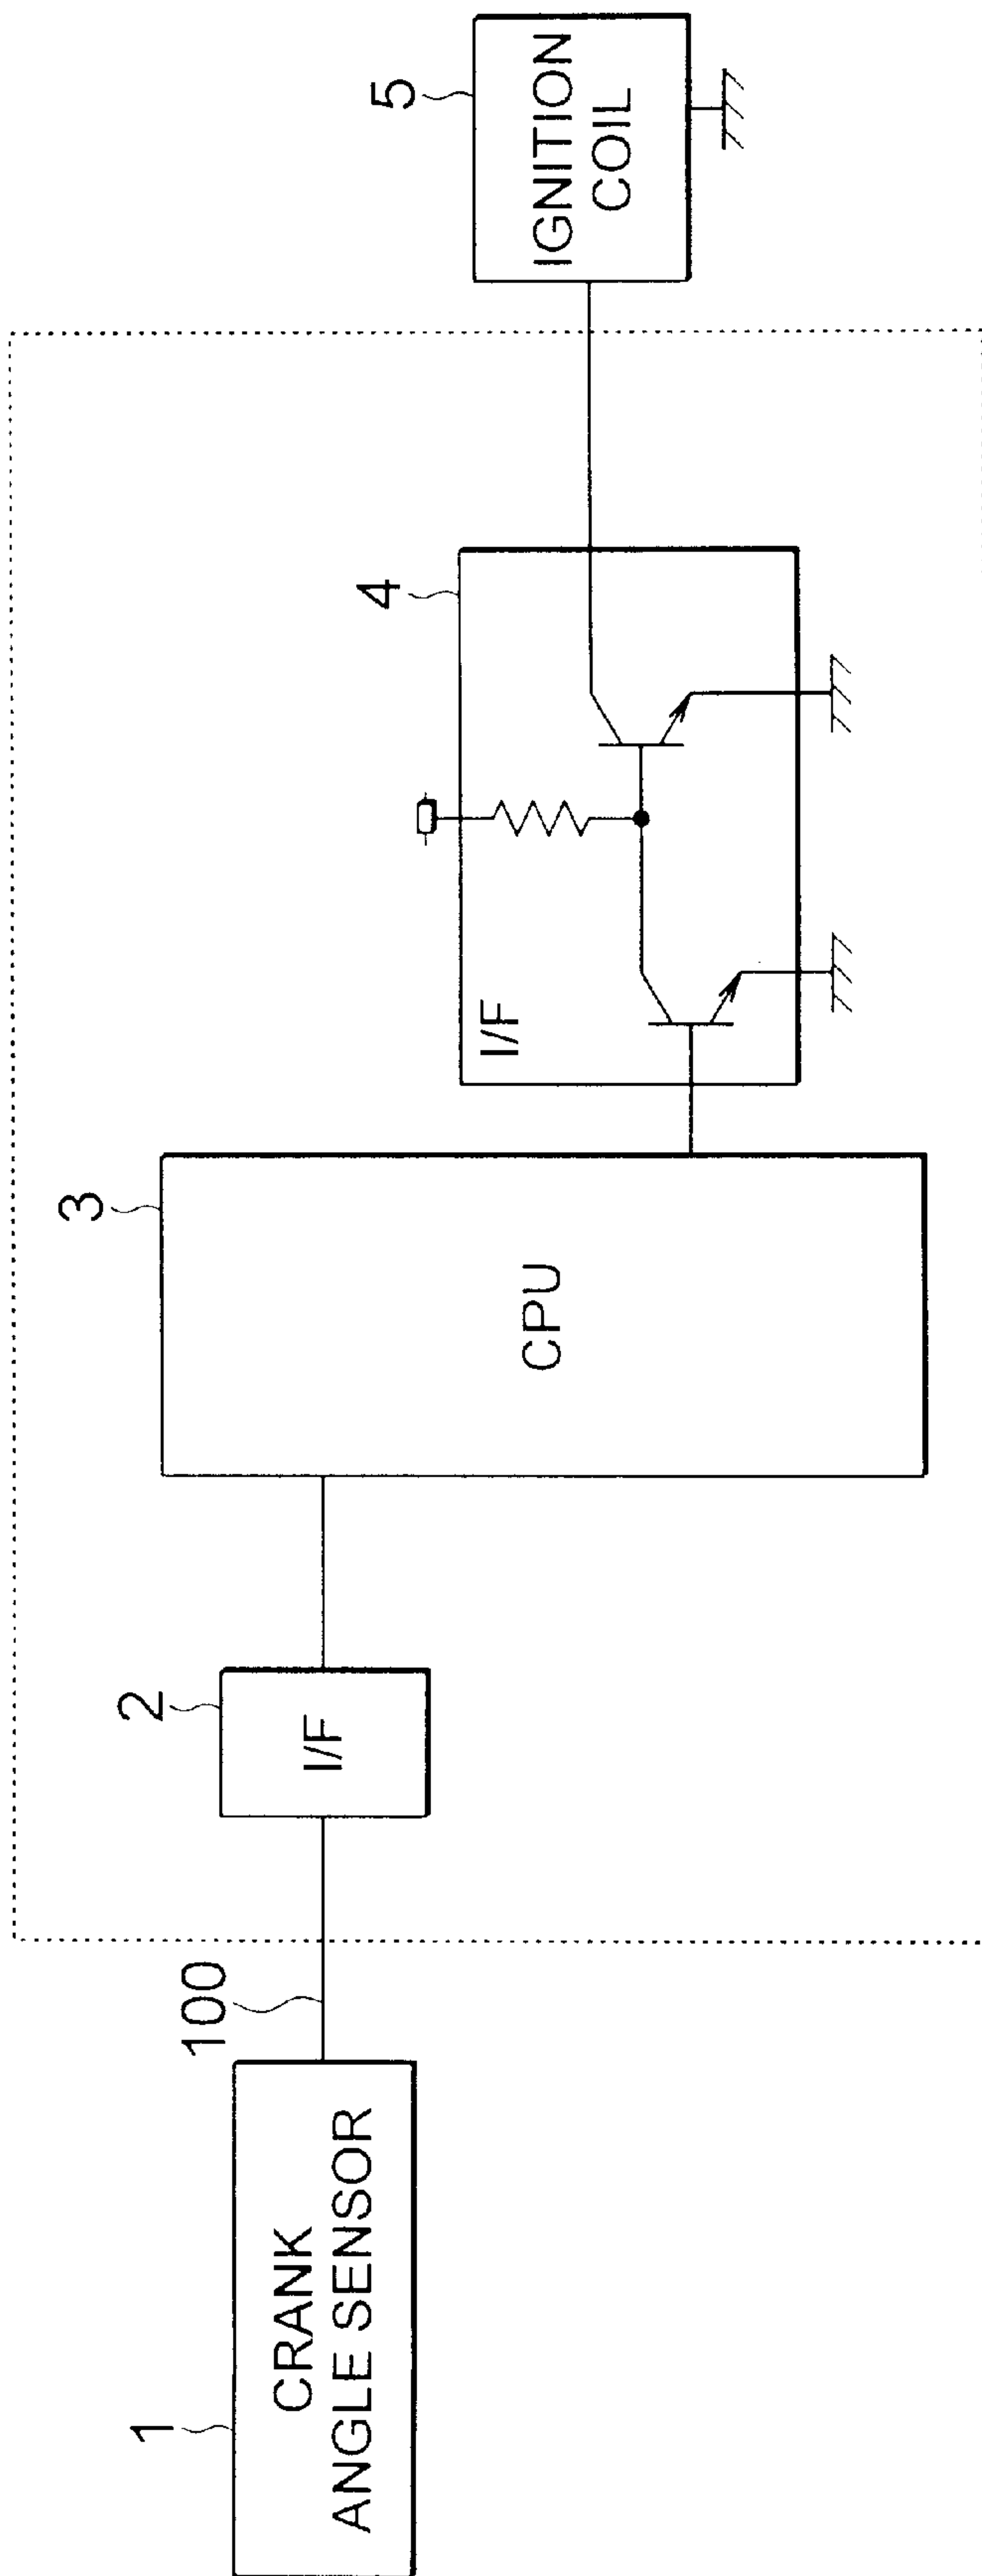 1
CRANK
ANGLE SENSOR
100
2
I/F
3
CPU
4
I/F
5
IGNITION
COIL